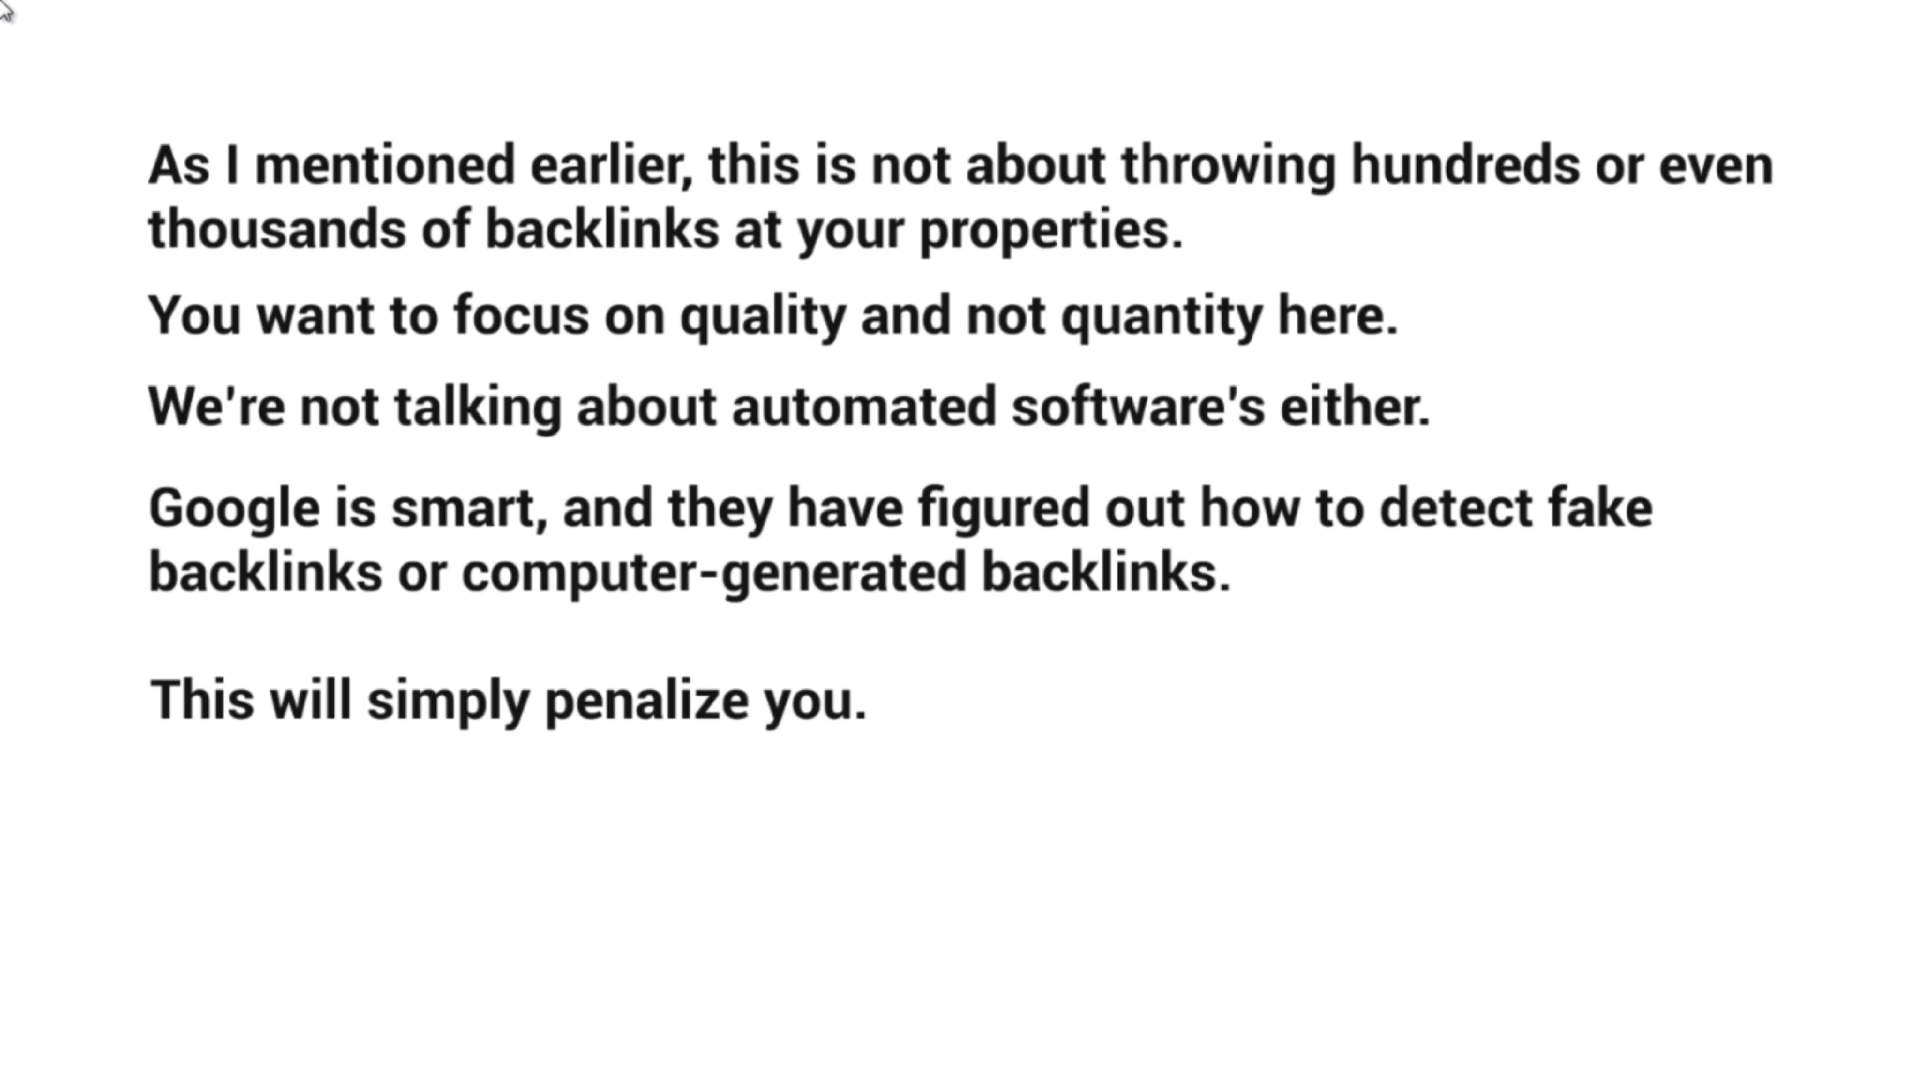 As I mentioned earlier, this is not about throwing hundreds or even
thousands of backlinks at your properties.
You want to focus on quality and not quantity here.
We're not talking about automated software's either.
Google is smart, and they have figured out how to detect fake
backlinks or computer-generated backlinks.
This will simply penalize you.